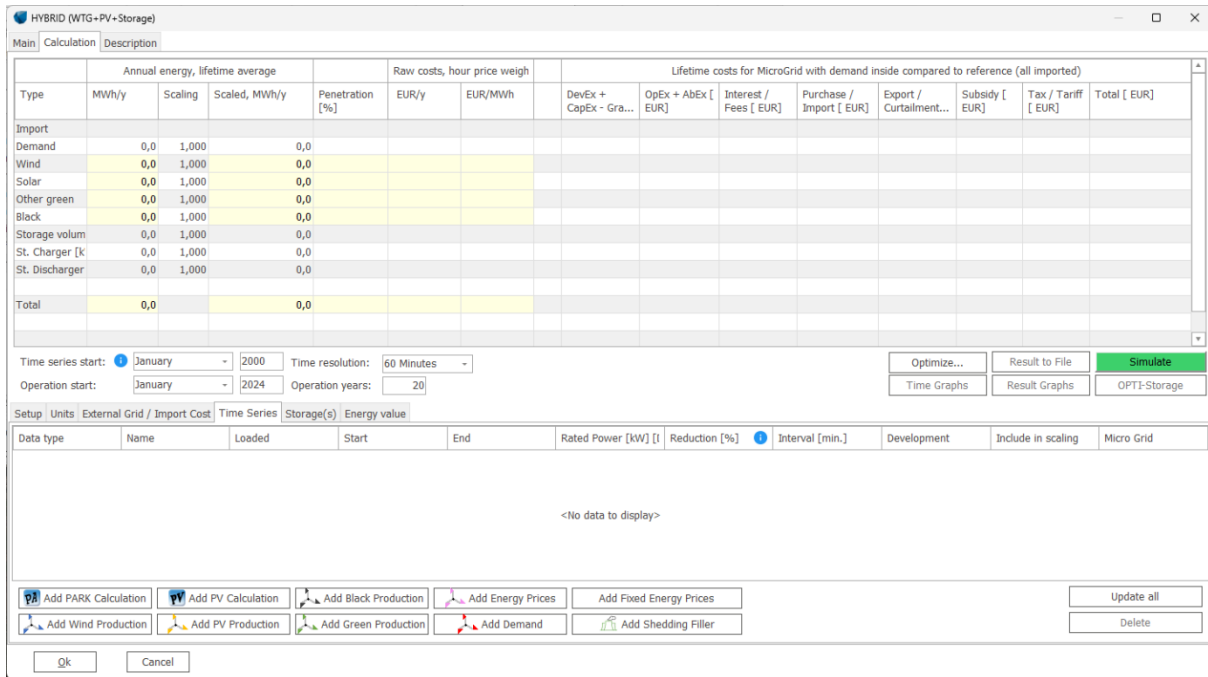 HYBRID (WTG+PV+Storage)
Main Calculation Description
Annual energy, lifetime average Raw costs, hour price weigh Lifetime costs for MicroGrid with demand inside compared to reference (all imported)
Type MWh/y Scaling Scaled, MWh/y Penetration [%] EUR/y EUR/MWh DevEx + CapEx - Gra... OpEx + AbEx [ EUR] Interest / Fees [ EUR] Purchase / Import [ EUR] Export / Curtailment... Subsidy [ EUR] Tax / Tariff [ EUR] Total [ EUR]
Import
Demand 0,0 1,000 0,0
Wind 0,0 1,000 0,0
Solar 0,0 1,000 0,0
Other green 0,0 1,000 0,0
Black 0,0 1,000 0,0
Storage volum 0,0 1,000 0,0
St. Charger [k 0,0 1,000 0,0
St. Discharger 0,0 1,000 0,0
Total 0,0 0,0
Time series start: i January 2000 Time resolution: 60 Minutes Optimize... Result to File Simulate
Operation start: January 2024 Operation years: 20 Time Graphs Result Graphs OPTI-Storage
Setup Units External Grid / Import Cost Time Series Storage(s) Energy value
Data type Name Loaded Start End Rated Power [kW] [ Reduction [%] i Interval [min.] Development Include in scaling Micro Grid
<No data to display>
PA Add PARK Calculation PV Add PV Calculation Add Black Production Add Energy Prices Add Fixed Energy Prices Update all
Add Wind Production Add PV Production Add Green Production Add Demand Add Shedding Filler Delete
Ok Cancel